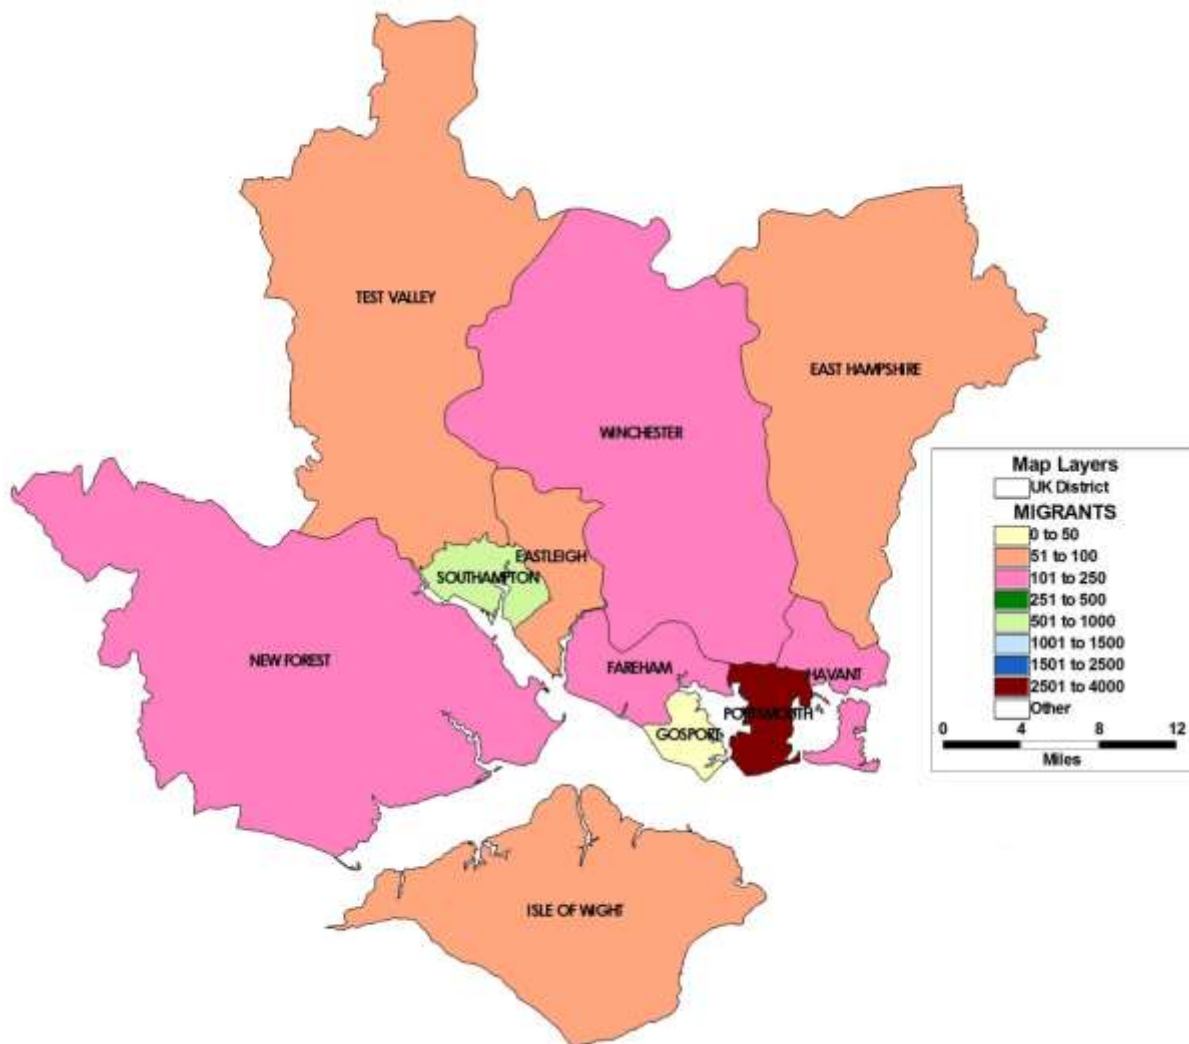 TEST VALLEY
EAST HAMPSHIRE
WINCHESTER
EASTLEIGH
SOUTHAMPTON
NEW FOREST
FAREHAM
HAVANT
PORTSMOUTH
GOSPORT
ISLE OF WIGHT
Map Layers
UK District
MIGRANTS
0 to 50
51 to 100
101 to 250
251 to 500
501 to 1000
1001 to 1500
1501 to 2500
2501 to 4000
Other
0 4 8 12
Miles